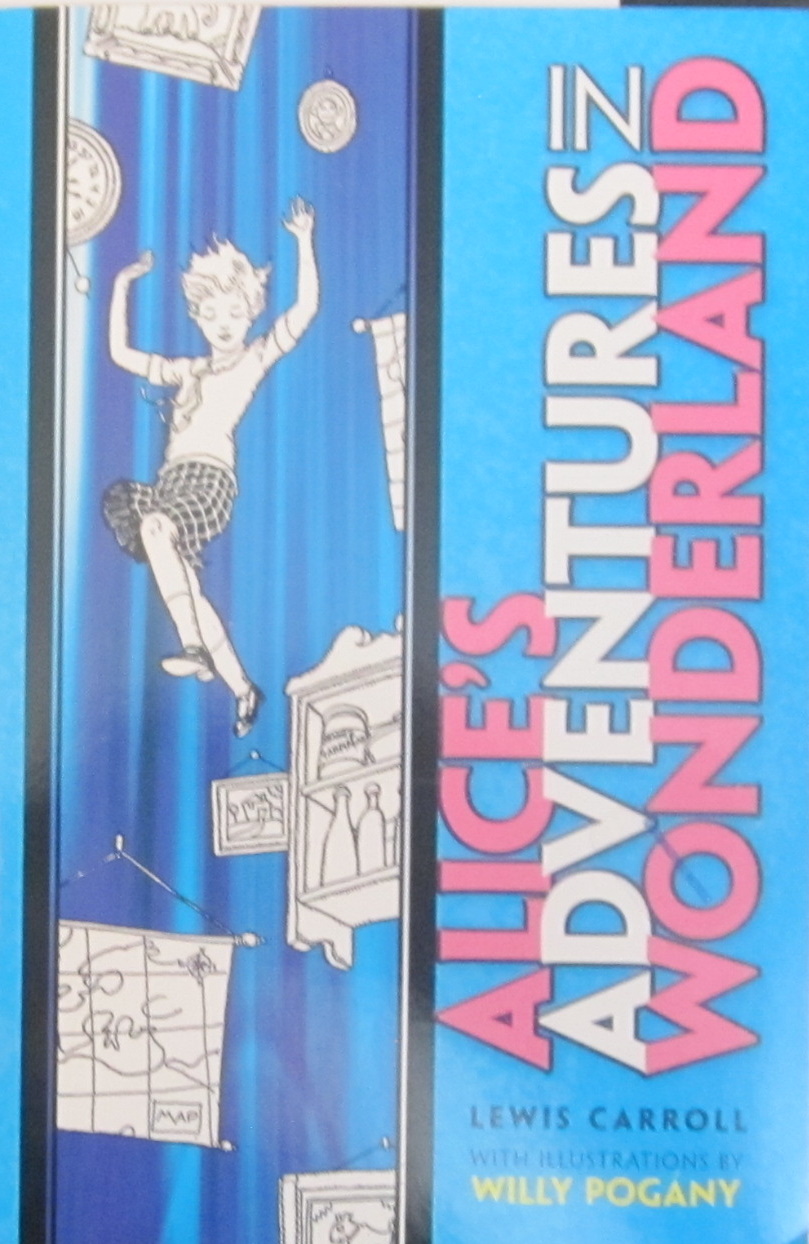 ALICE'S
ADVENTURES IN
WONDERLAND
LEWIS CARROLL
WITH ILLUSTRATIONS BY
WILLY POGANY
MAP